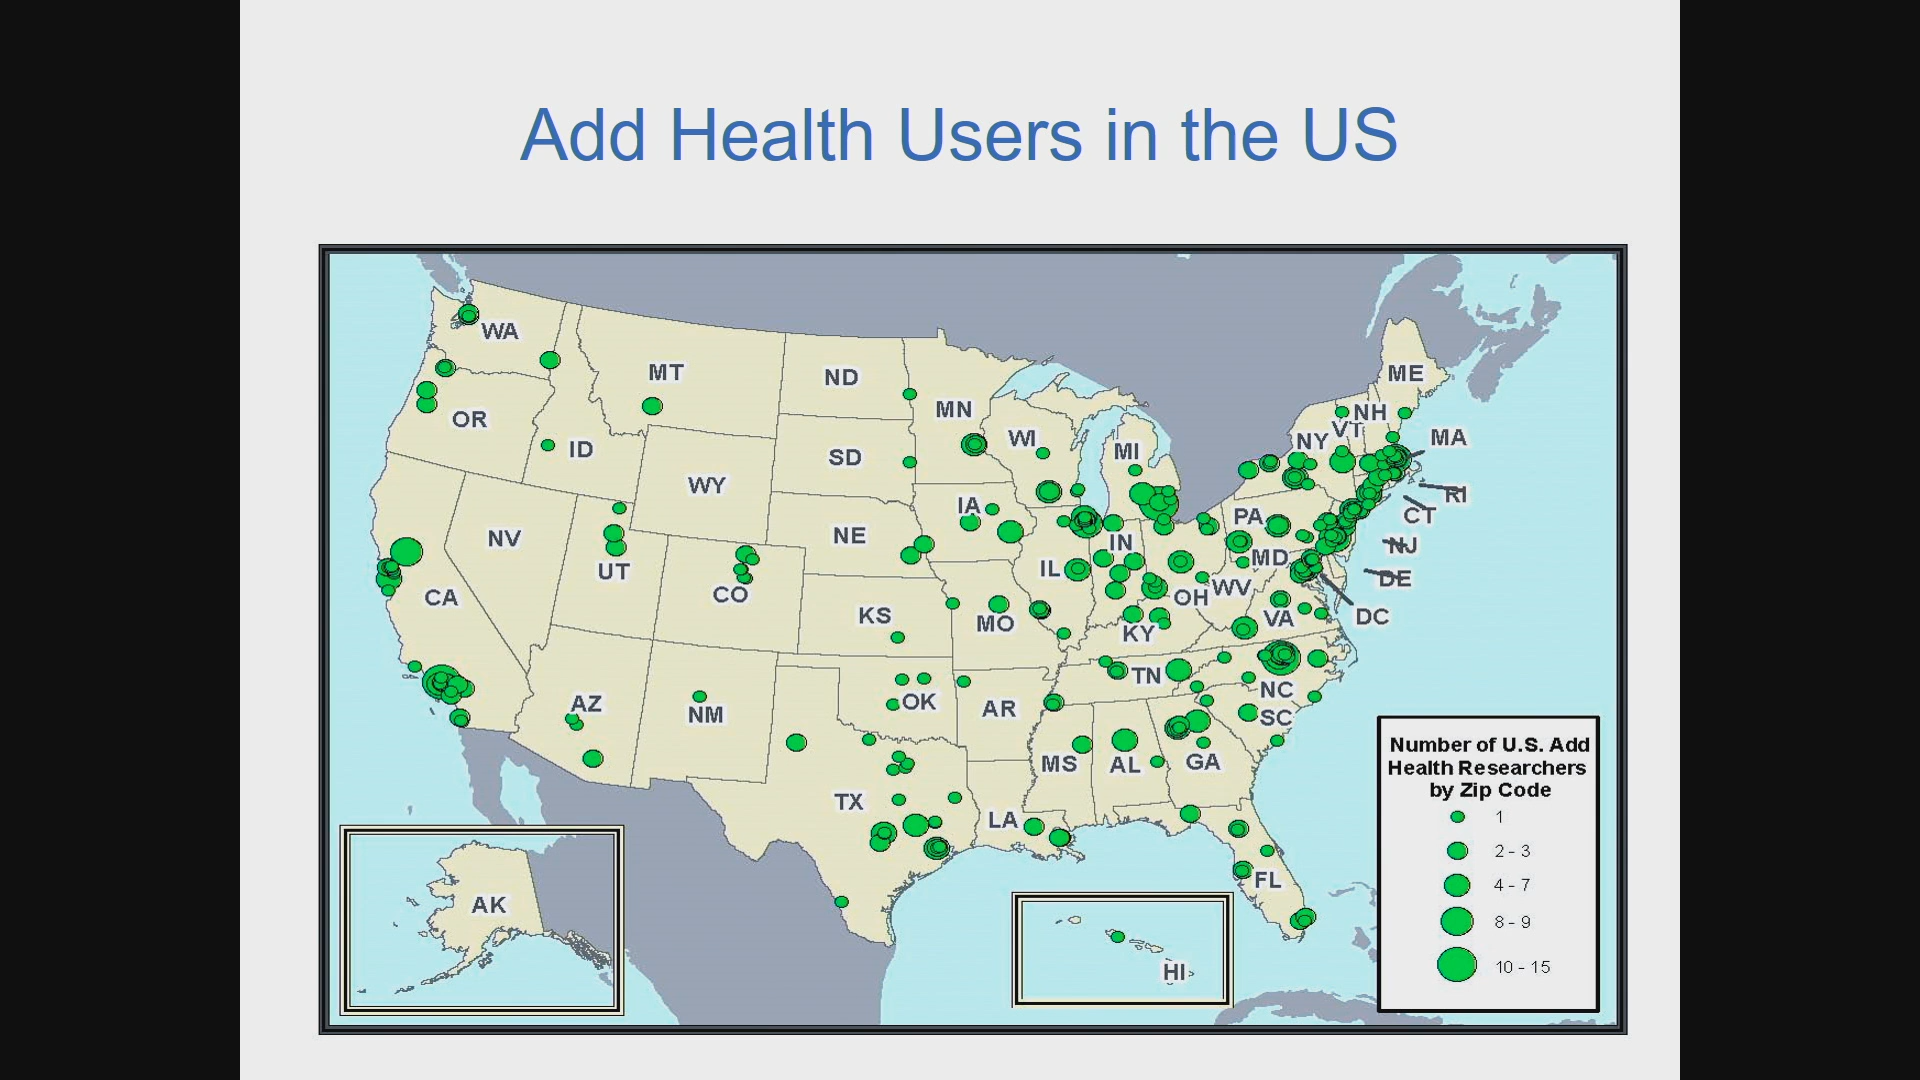 Add Health Users in the US
WA
MT
ND
MN
ME
OR
ID
SD
WI
MI
NY
VT
NH
MA
WY
IA
RI
NV
NE
PA
CT
UT
CO
IL
IN
MD
NJ
CA
KS
MO
OH
WV
DE
KY
VA
DC
AZ
NM
OK
AR
TN
NC
SC
TX
MS
AL
GA
LA
FL
AK
HI
Number of U.S. Add
Health Researchers
by Zip Code
1
2 - 3
4 - 7
8 - 9
10 - 15